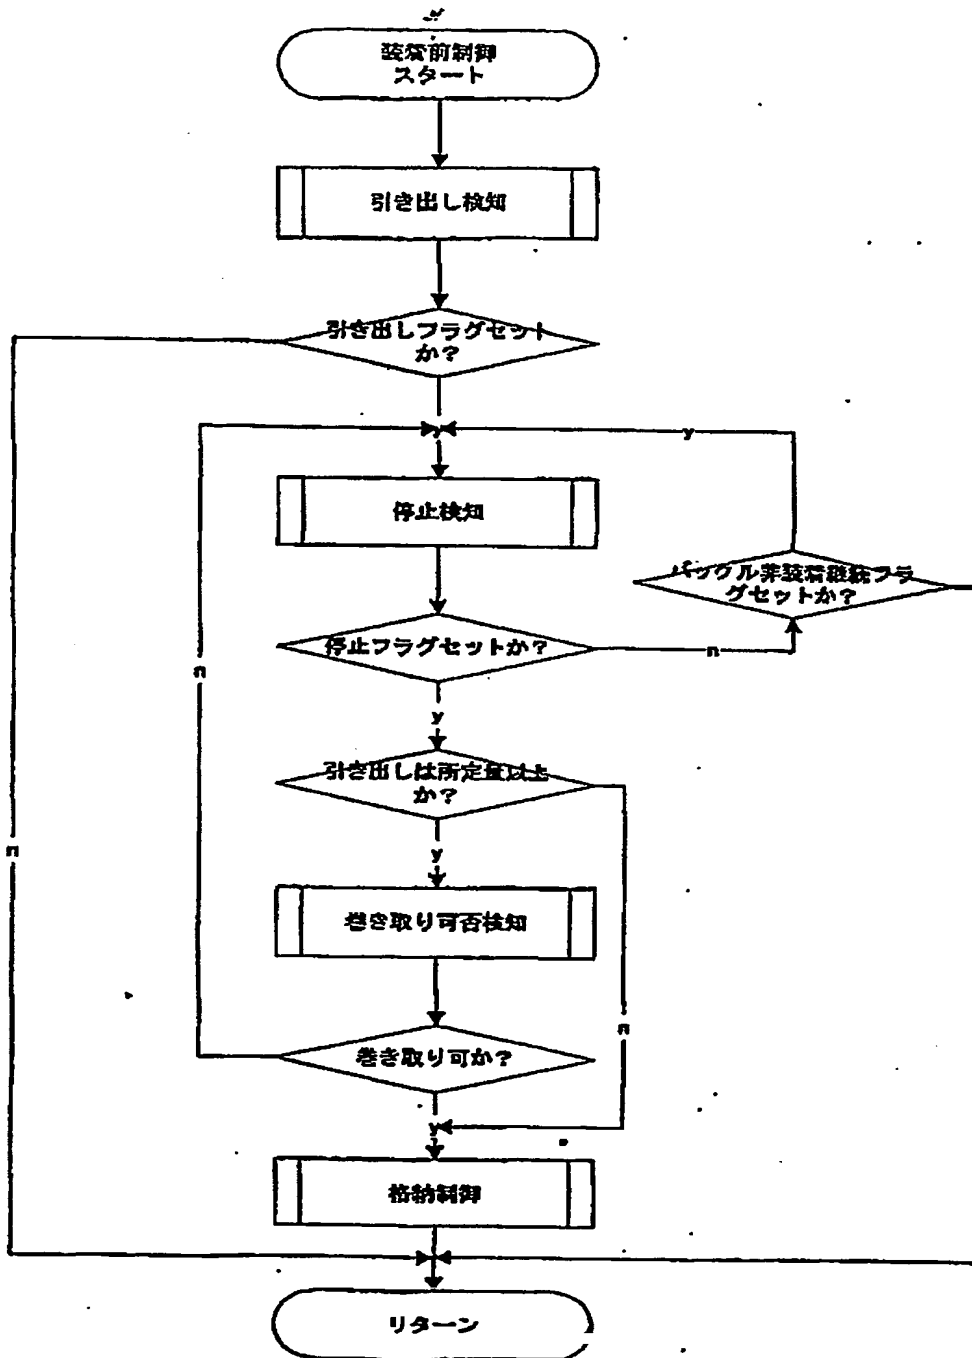 装着前制御
スタート
引き出し検知
引き出しフラグセット
か?
y
y
停止検知
バックル非装着継続フラ
グセットか?
停止フラグセットか?
n
n
y
引き出しは所定量以上
か?
n
y
巻き取り可否検知
n
巻き取り可か?
y
格納制御
リターン